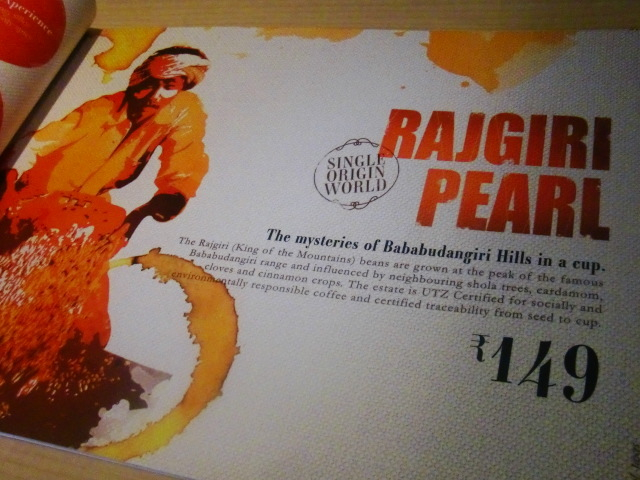 xperience
RAJGIRI
PEARL
SINGLE
ORIGIN
WORLD
The mysteries of Bababudangiri Hills in a cup.
The Rajgiri (King of the Mountains) beans are grown at the peak of the famous
Bababudangiri range and influenced by neighbouring shola trees, cardamom,
cloves and cinnamon crops. The estate is UTZ Certified for socially and
environmentally responsible coffee and certified traceability from seed to cup.
₹149